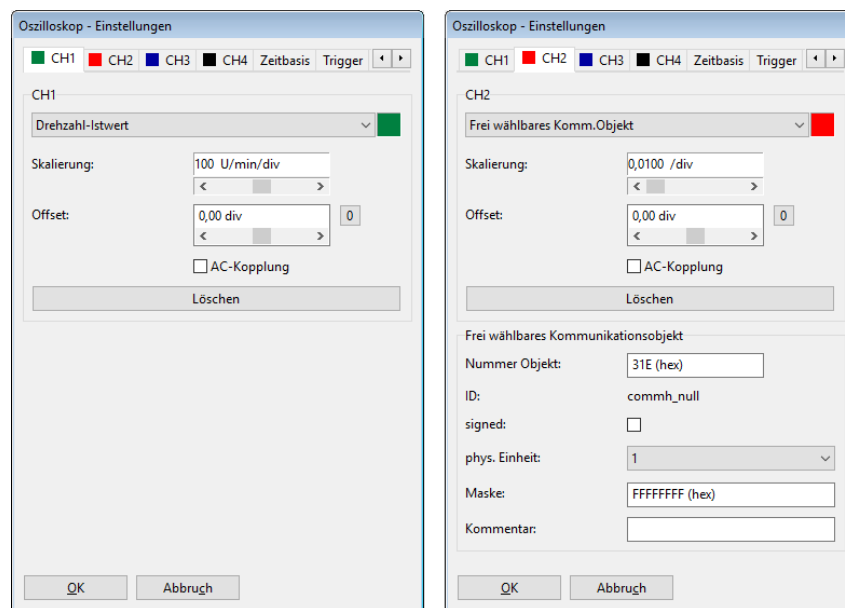 Oszilloskop - Einstellungen
CH1 CH2 CH3 CH4 Zeitbasis Trigger
CH1
Drehzahl-Istwert
Skalierung: 100 U/min/div
Offset: 0,00 div 0
AC-Kopplung
Löschen
OK Abbruch
Oszilloskop - Einstellungen
CH1 CH2 CH3 CH4 Zeitbasis Trigger
CH2
Frei wählbares Komm.Objekt
Skalierung: 0,0100 /div
Offset: 0,00 div 0
AC-Kopplung
Löschen
Frei wählbares Kommunikationsobjekt
Nummer Objekt: 31E (hex)
ID: commh_null
signed:
phys. Einheit: 1
Maske: FFFFFFFF (hex)
Kommentar:
OK Abbruch